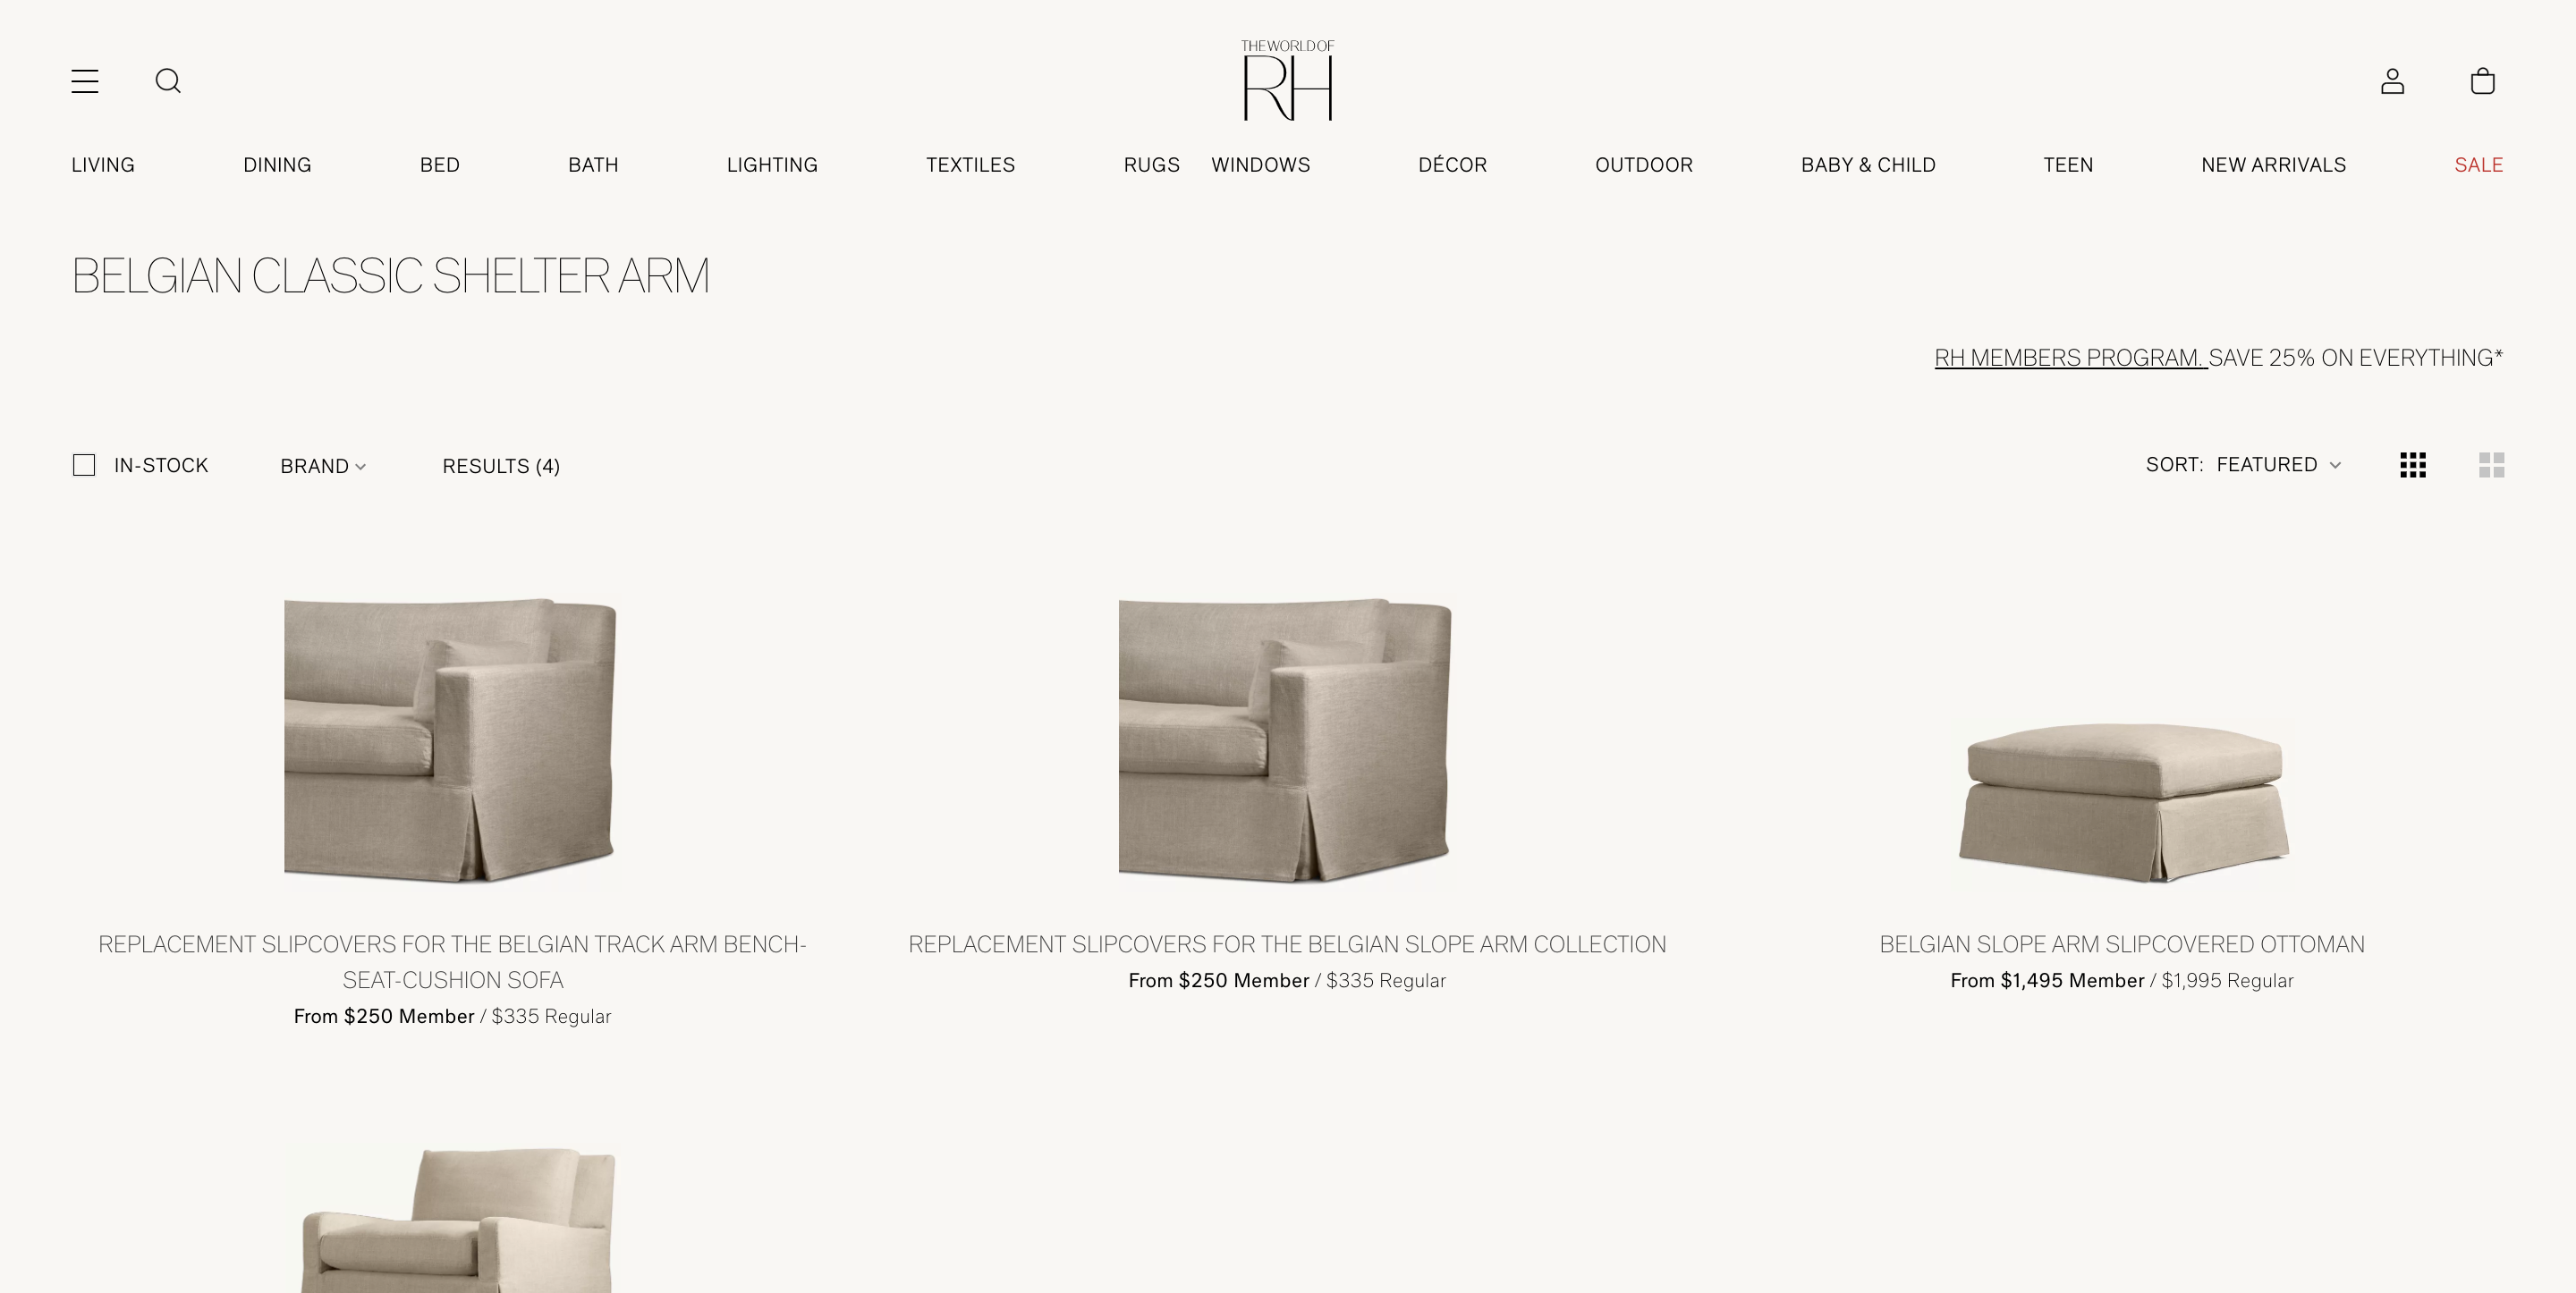 THE WORLD OF
RH
LIVING DINING BED BATH LIGHTING TEXTILES RUGS WINDOWS DÉCOR OUTDOOR BABY & CHILD TEEN NEW ARRIVALS SALE
BELGIAN CLASSIC SHELTER ARM
RH MEMBERS PROGRAM. SAVE 25% ON EVERYTHING*
IN-STOCK BRAND RESULTS (4) SORT: FEATURED
REPLACEMENT SLIPCOVERS FOR THE BELGIAN TRACK ARM BENCH-
SEAT-CUSHION SOFA
From $250 Member / $335 Regular
REPLACEMENT SLIPCOVERS FOR THE BELGIAN SLOPE ARM COLLECTION
From $250 Member / $335 Regular
BELGIAN SLOPE ARM SLIPCOVERED OTTOMAN
From $1,495 Member / $1,995 Regular